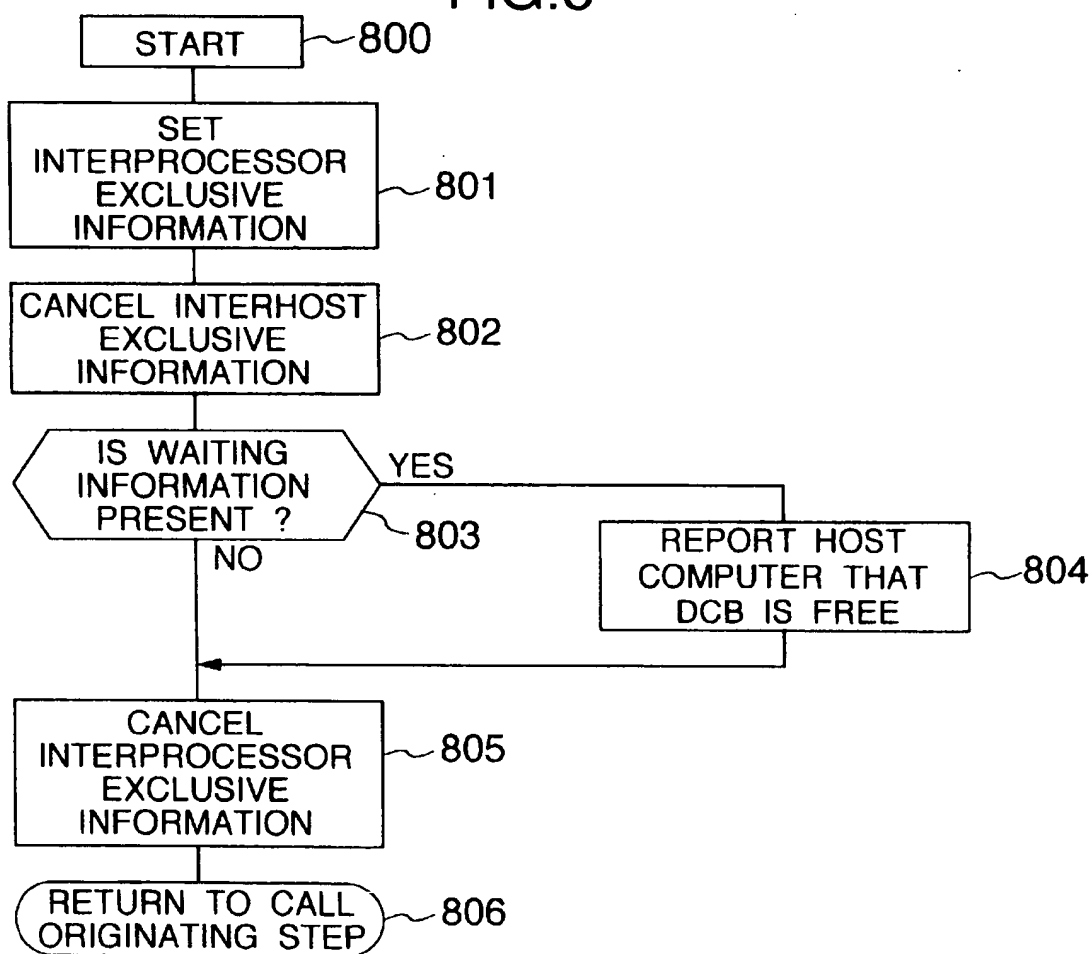 START
800
SET
INTERPROCESSOR
EXCLUSIVE
INFORMATION
801
CANCEL INTERHOST
EXCLUSIVE
INFORMATION
802
IS WAITING
INFORMATION
PRESENT ?
803
YES
NO
REPORT HOST
COMPUTER THAT
DCB IS FREE
804
CANCEL
INTERPROCESSOR
EXCLUSIVE
INFORMATION
805
RETURN TO CALL
ORIGINATING STEP
806